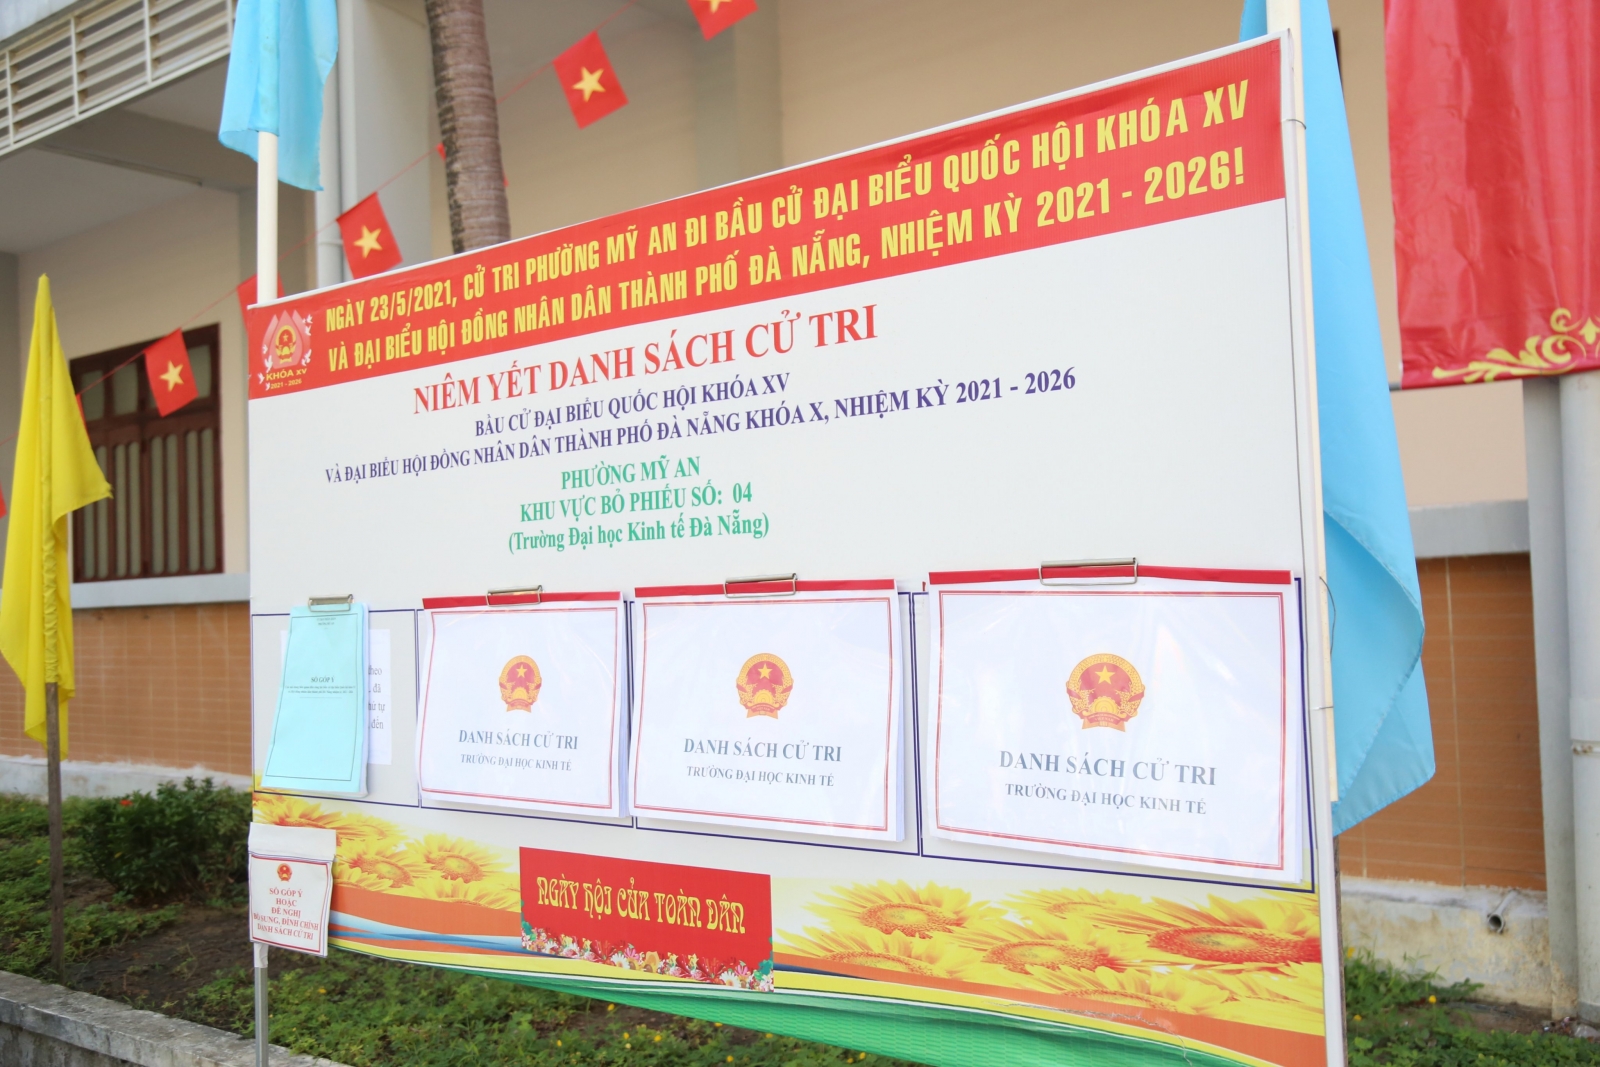 NGÀY 23/5/2021, CỬ TRI PHƯỜNG MỸ AN ĐI BẦU CỬ ĐẠI BIỂU QUỐC HỘI KHÓA XV
VÀ ĐẠI BIỂU HỘI ĐỒNG NHÂN DÂN THÀNH PHỐ ĐÀ NẴNG, NHIỆM KỲ 2021 - 2026!
KHÓA XV
2021 - 2026
NIÊM YẾT DANH SÁCH CỬ TRI
BẦU CỬ ĐẠI BIỂU QUỐC HỘI KHÓA XV
VÀ ĐẠI BIỂU HỘI ĐỒNG NHÂN DÂN THÀNH PHỐ ĐÀ NẴNG KHÓA X, NHIỆM KỲ 2021 - 2026
PHƯỜNG MỸ AN
KHU VỰC BỎ PHIẾU SỐ: 04
(Trường Đại học Kinh tế Đà Nẵng)
SỔ GÓP Ý
theo
đã
tự
đến
DANH SÁCH CỬ TRI
TRƯỜNG ĐẠI HỌC KINH TẾ
DANH SÁCH CỬ TRI
TRƯỜNG ĐẠI HỌC KINH TẾ
DANH SÁCH CỬ TRI
TRƯỜNG ĐẠI HỌC KINH TẾ
SỔ GÓP Ý
HOẶC
ĐỀ NGHỊ
BỔ SUNG, ĐÍNH CHÍNH
DANH SÁCH CỬ TRI
NGÀY HỘI CỦA TOÀN DÂN